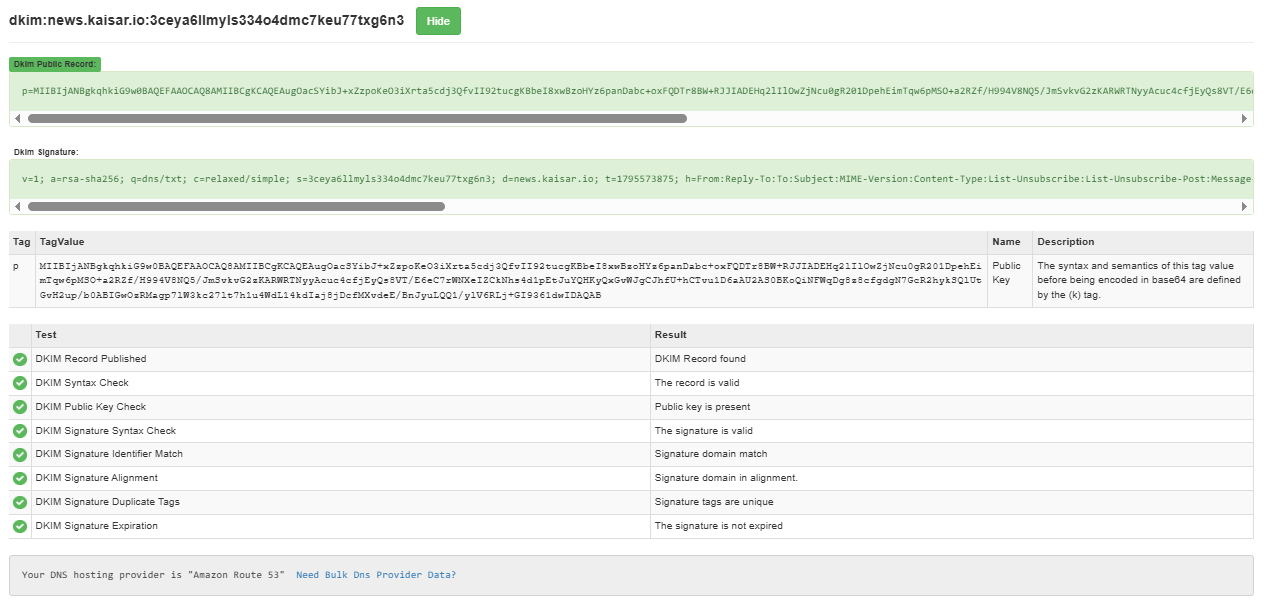 dkim:news.kaisar.io:3ceya6llmyls334o4dmc7keu77txg6n3 Hide
Dkim Public Record:
p=MIIBIjANBgkqhkiG9w0BAQEFAAOCAQ8AMIIBCgKCAQEAugOacSYibJ+xZzpoKeO3iXrta5cdj3QfvII92tucgKBbeI8xwBzoHYz6panDabc+oxFQDTr8BW+RJJIADEHq2lIlOwZjNcu0gR201DpehEimTqw6pMSO+a2RZf/H994V8NQ5/JmSvkvG2zKARWRTNyyAcuc4cfjEyQs8VT/E6e
Dkim Signature:
v=1; a=rsa-sha256; q=dns/txt; c=relaxed/simple; s=3ceya6llmyls334o4dmc7keu77txg6n3; d=news.kaisar.io; t=1795573875; h=From:Reply-To:To:Subject:MIME-Version:Content-Type:List-Unsubscribe:List-Unsubscribe-Post:Message-
Tag TagValue Name Description
p MIIBIjANBgkqhkiG9w0BAQEFAAOCAQ8AMIIBCgKCAQEAugOacSYibJ+xZzpoKeO3iXrta5cdj3QfvII92tucgKBbeI8xwBzoHYz6panDabc+oxFQDTr8BW+RJJIADEHq2lIlOwZjNcu0gR201DpehEi Public The syntax and semantics of this tag value
mTqw6pMSO+a2RZf/H994V8NQ5/JmSvkvG2zKARWRTNyyAcuc4cfjEyQs8VT/E6eC7rWNXeIZCkNhs4d1pEtJuYQHKyQxGvWJgCJhfU+hCTvu1D6aAU2AS0BKoQiNFWqDg8z8cfgdgN7GcR2hykSQlUt Key before being encoded in base64 are defined
GvH2up/b0ABIGwOzRMagp7lW3kc27lt7h1u4WdLl4kdIaj8jDcfMXvdeE/BnJyuLQQ1/ylV6RLj+GI9361dwIDAQAB by the (k) tag.
Test Result
DKIM Record Published DKIM Record found
DKIM Syntax Check The record is valid
DKIM Public Key Check Public key is present
DKIM Signature Syntax Check The signature is valid
DKIM Signature Identifier Match Signature domain match
DKIM Signature Alignment Signature domain in alignment.
DKIM Signature Duplicate Tags Signature tags are unique
DKIM Signature Expiration The signature is not expired
Your DNS hosting provider is "Amazon Route 53" Need Bulk Dns Provider Data?